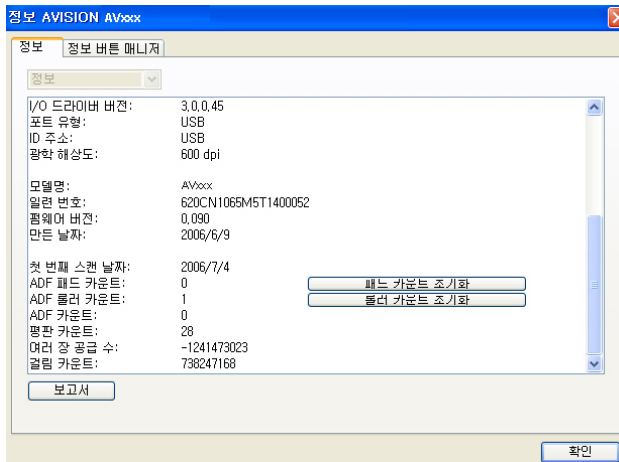 정보 AVISION AVxxx
정보 정보 버튼 매니저
정보
I/O 드라이버 버전: 3,0,0,45
포트 유형: USB
ID 주소: USB
광학 해상도: 600 dpi
모델명: AVxxx
일련 번호: 620CN1065M5T1400052
펌웨어 버전: 0,090
만든 날짜: 2006/6/9
첫 번째 스캔 날짜: 2006/7/4
ADF 패드 카운트: 0 패드 카운트 초기화
ADF 롤러 카운트: 1 롤러 카운트 초기화
ADF 카운트: 0
평판 카운트: 28
여러 장 공급 수: -1241473023
걸림 카운트: 738247168
보고서
확인